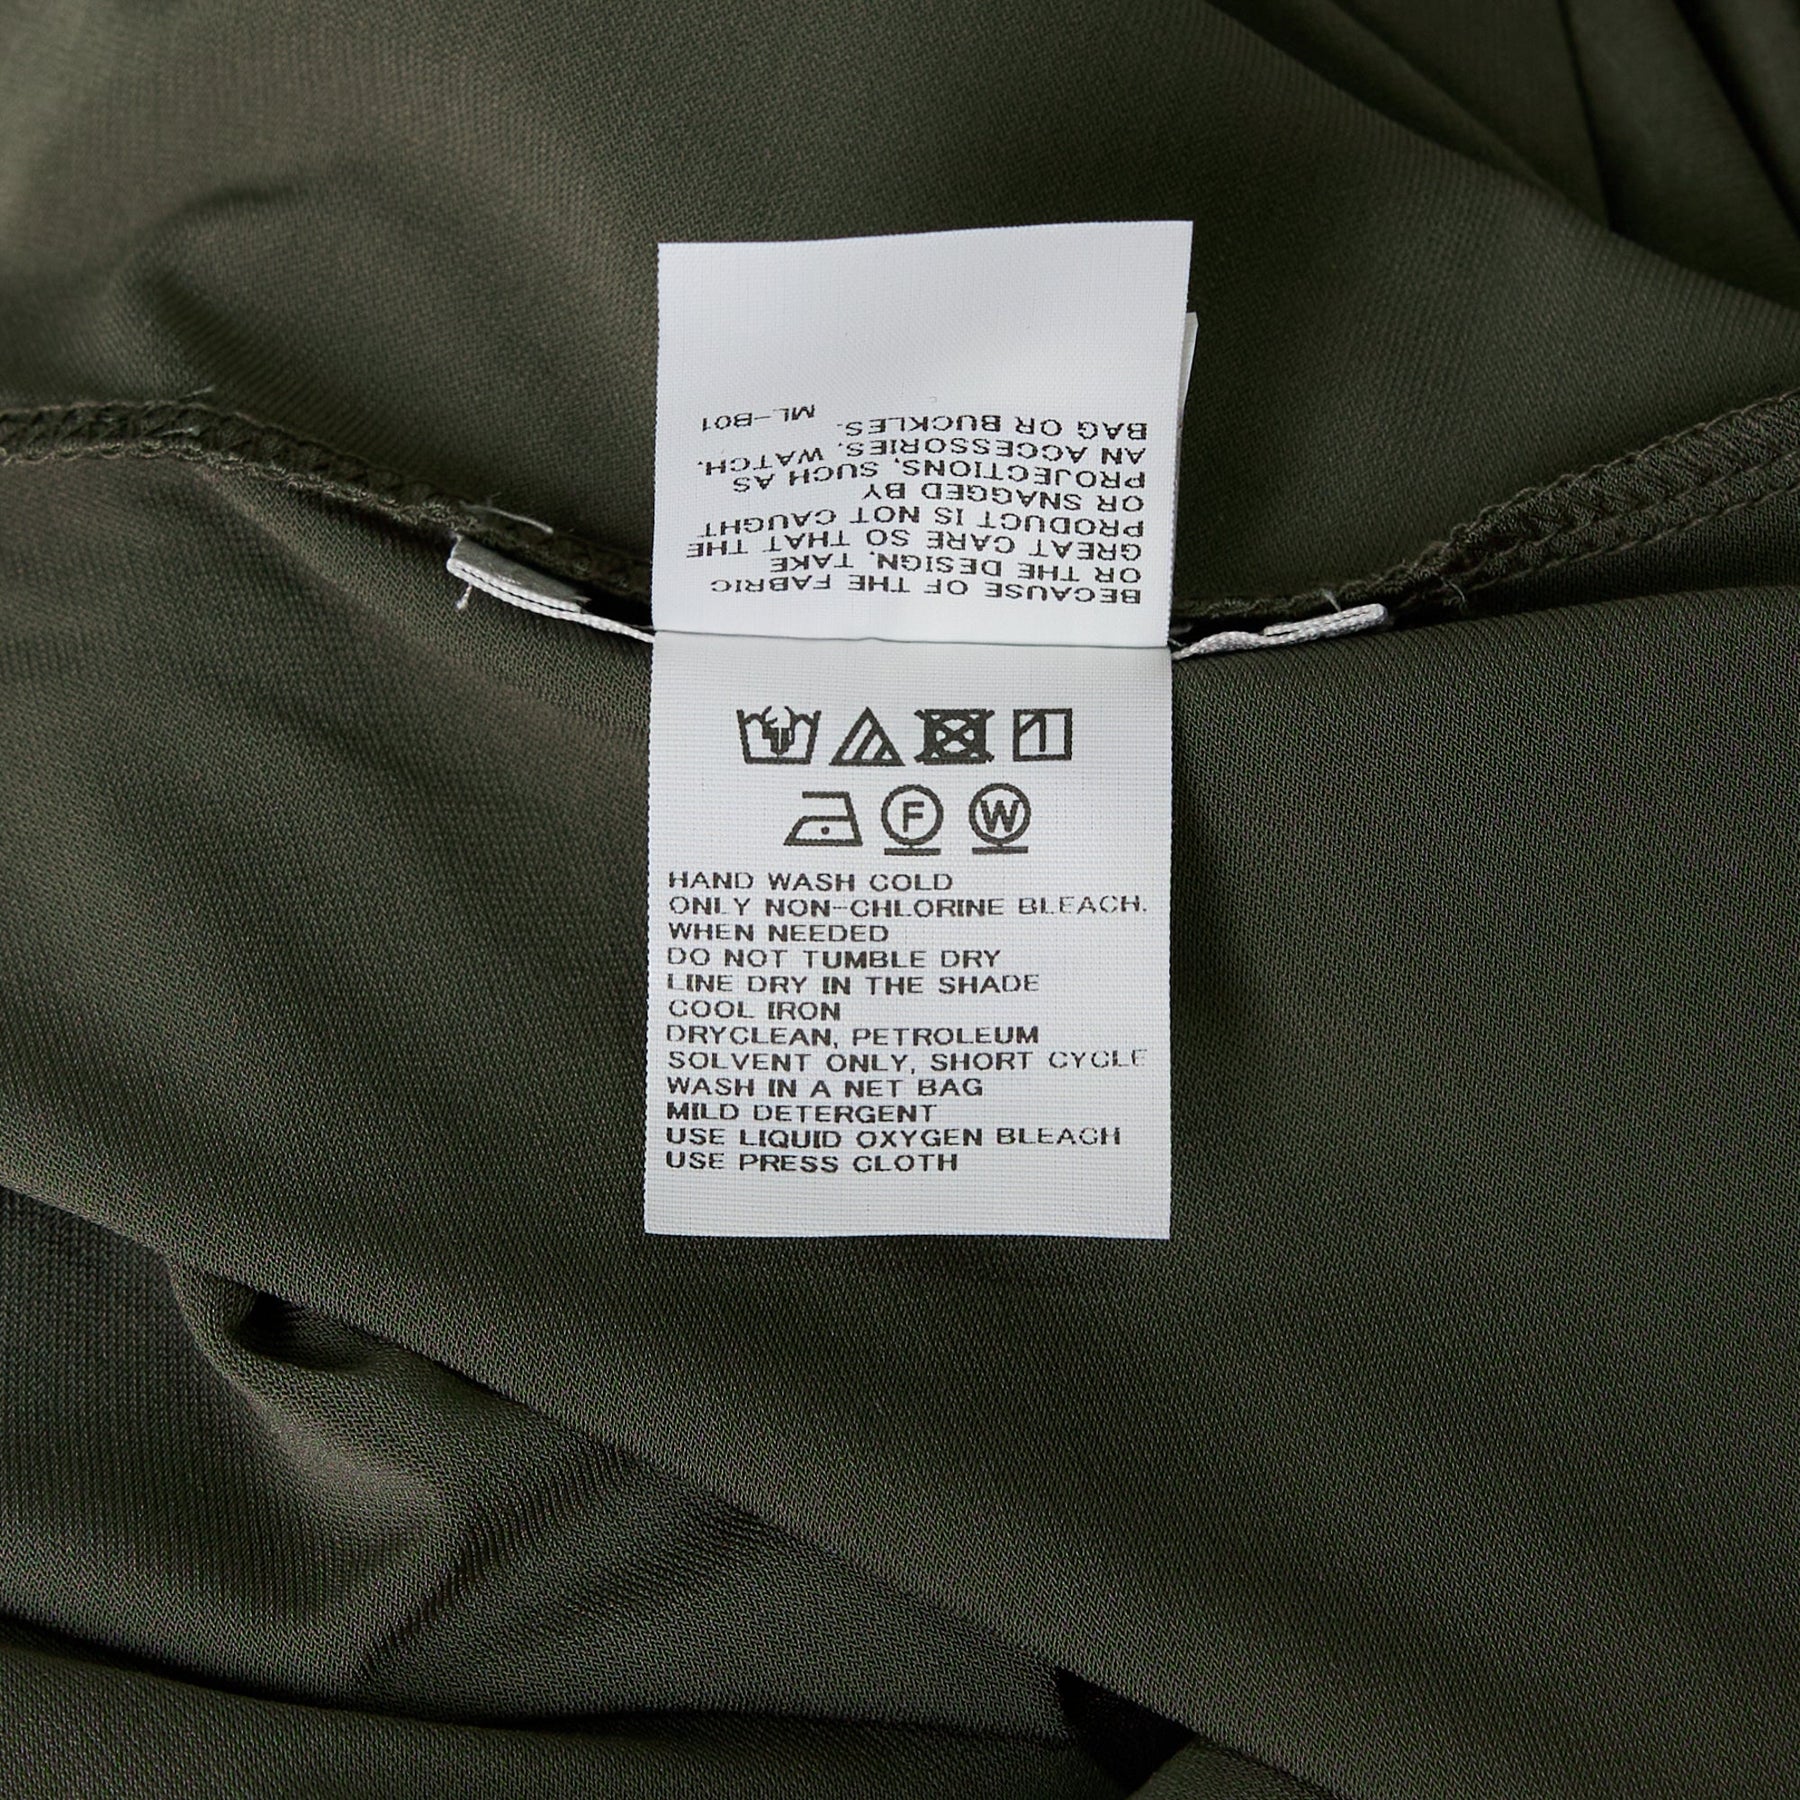 BECAUSE OF THE FABRIC
OR THE DESIGN, TAKE
GREAT CARE SO THAT THE
PRODUCT IS NOT CAUGHT
OR SNAGGED BY
PROJECTIONS, SUCH AS
AN ACCESSORIES, WATCH,
BAG OR BUCKLES.
ML-B01
1
F
W
HAND WASH COLD
ONLY NON-CHLORINE BLEACH.
WHEN NEEDED
DO NOT TUMBLE DRY
LINE DRY IN THE SHADE
COOL IRON
DRYCLEAN, PETROLEUM
SOLVENT ONLY, SHORT CYCLE
WASH IN A NET BAG
MILD DETERGENT
USE LIQUID OXYGEN BLEACH
USE PRESS CLOTH